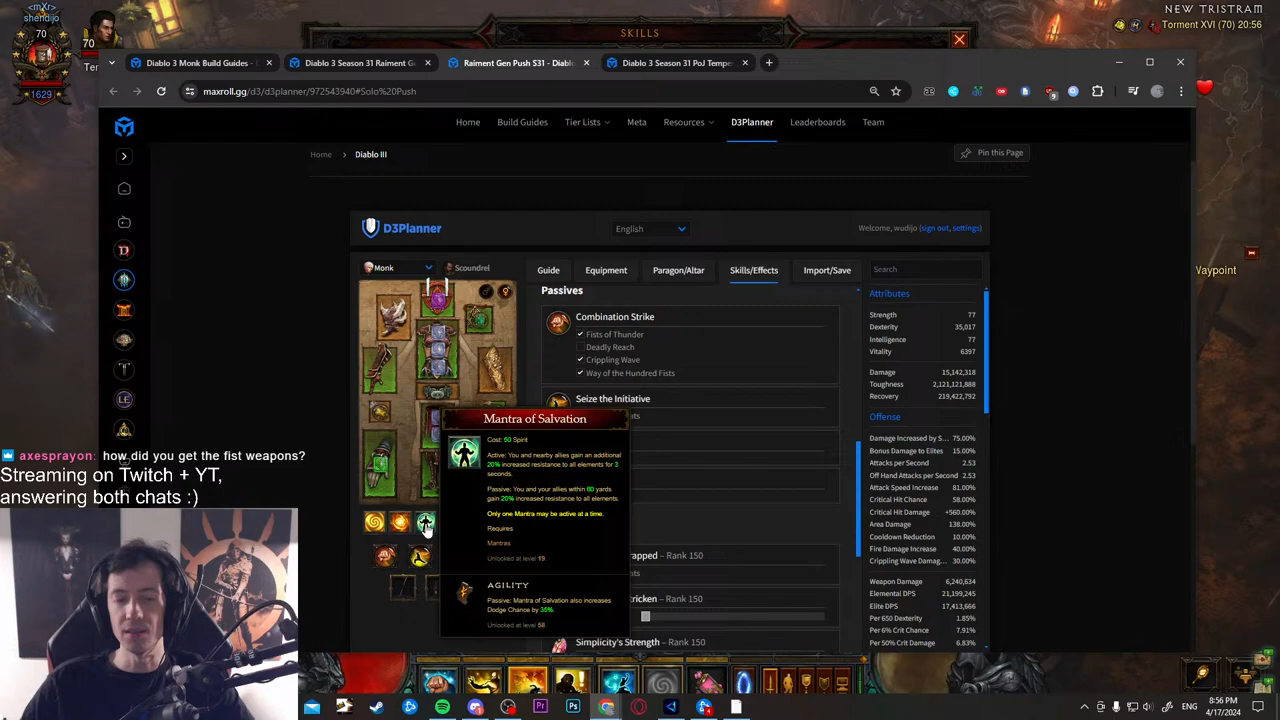 <mXr>
shendijo
70
1629
70
Ter
SKILLS
NEW TRISTRAM
Torment XVI (70) 20:56
Diablo 3 Monk Build Guides -
Diablo 3 Season 31 Raiment Ge
Raiment Gen Push S31 - Diablo
Diablo 3 Season 31 PoJ Tempe
maxroll.gg/d3/d3planner/972543940#Solo%20Push
9
Home
Build Guides
Tier Lists
Meta
Resources
D3Planner
Leaderboards
Team
Home
Diablo III
Pin this Page
D3Planner
English
Welcome, wudijo (sign out, settings)
Monk
Scoundrel
Guide
Equipment
Paragon/Altar
Skills/Effects
Import/Save
Search
Waypoint
Passives
Combination Strike
Fists of Thunder
Deadly Reach
Crippling Wave
Way of the Hundred Fists
Seize the Initiative
nts
rapped – Rank 150
nts
tricken – Rank 150
Simplicity's Strength – Rank 150
Mantra of Salvation
Cost: 50 Spirit
Active: You and nearby allies gain an additional
20% increased resistance to all elements for 3
seconds.
Passive: You and your allies within 60 yards
gain 20% increased resistance to all elements.
Only one Mantra may be active at a time.
Requires
Mantras
Unlocked at level 19
AGILITY
Passive: Mantra of Salvation also increases
Dodge Chance by 35%.
Unlocked at level 58
Attributes
Strength 77
Dexterity 35,017
Intelligence 77
Vitality 6397
Damage 15,142,318
Toughness 2,121,121,888
Recovery 219,422,792
Offense
Damage Increased by S... 75.00%
Bonus Damage to Elites 15.00%
Attacks per Second 2.53
Off Hand Attacks per Second 2.53
Attack Speed Increase 81.00%
Critical Hit Chance 58.00%
Critical Hit Damage +560.00%
Area Damage 138.00%
Cooldown Reduction 10.00%
Fire Damage Increase 40.00%
Crippling Wave Damag... 30.00%
Weapon Damage 6,240,634
Elemental DPS 21,199,245
Elite DPS 17,413,666
Per 650 Dexterity 1.85%
Per 6% Crit Chance 7.91%
Per 50% Crit Damage 6.83%
axesprayon: how did you get the fist weapons?
Streaming on Twitch + YT,
answering both chats :)
ENG
8:56 PM
4/17/2024